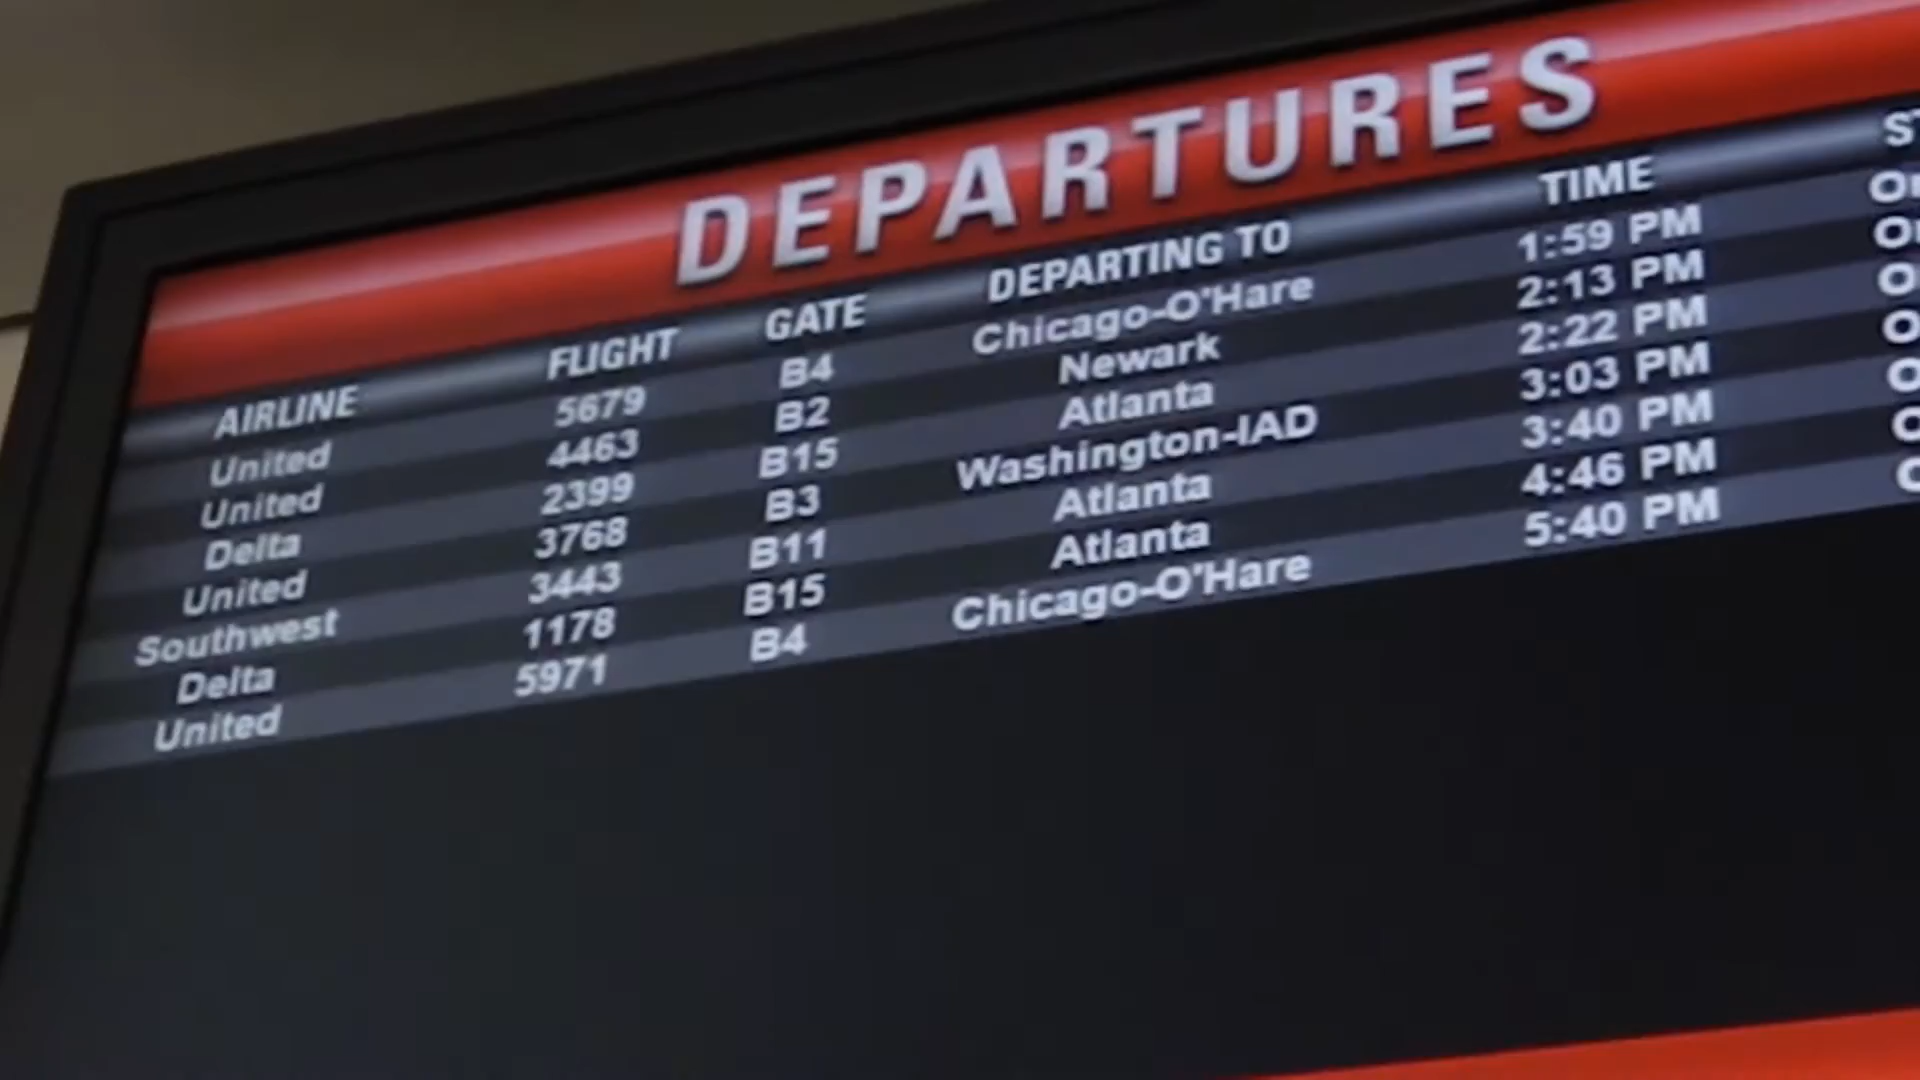 DEPARTURES
AIRLINE FLIGHT GATE DEPARTING TO TIME
United 5679 B4 Chicago-O'Hare 1:59 PM
United 4463 B2 Newark 2:13 PM
Delta 2399 B15 Atlanta 2:22 PM
United 3768 B3 Washington-IAD 3:03 PM
Southwest 3443 B11 Atlanta 3:40 PM
Delta 1178 B15 Atlanta 4:46 PM
United 5971 B4 Chicago-O'Hare 5:40 PM